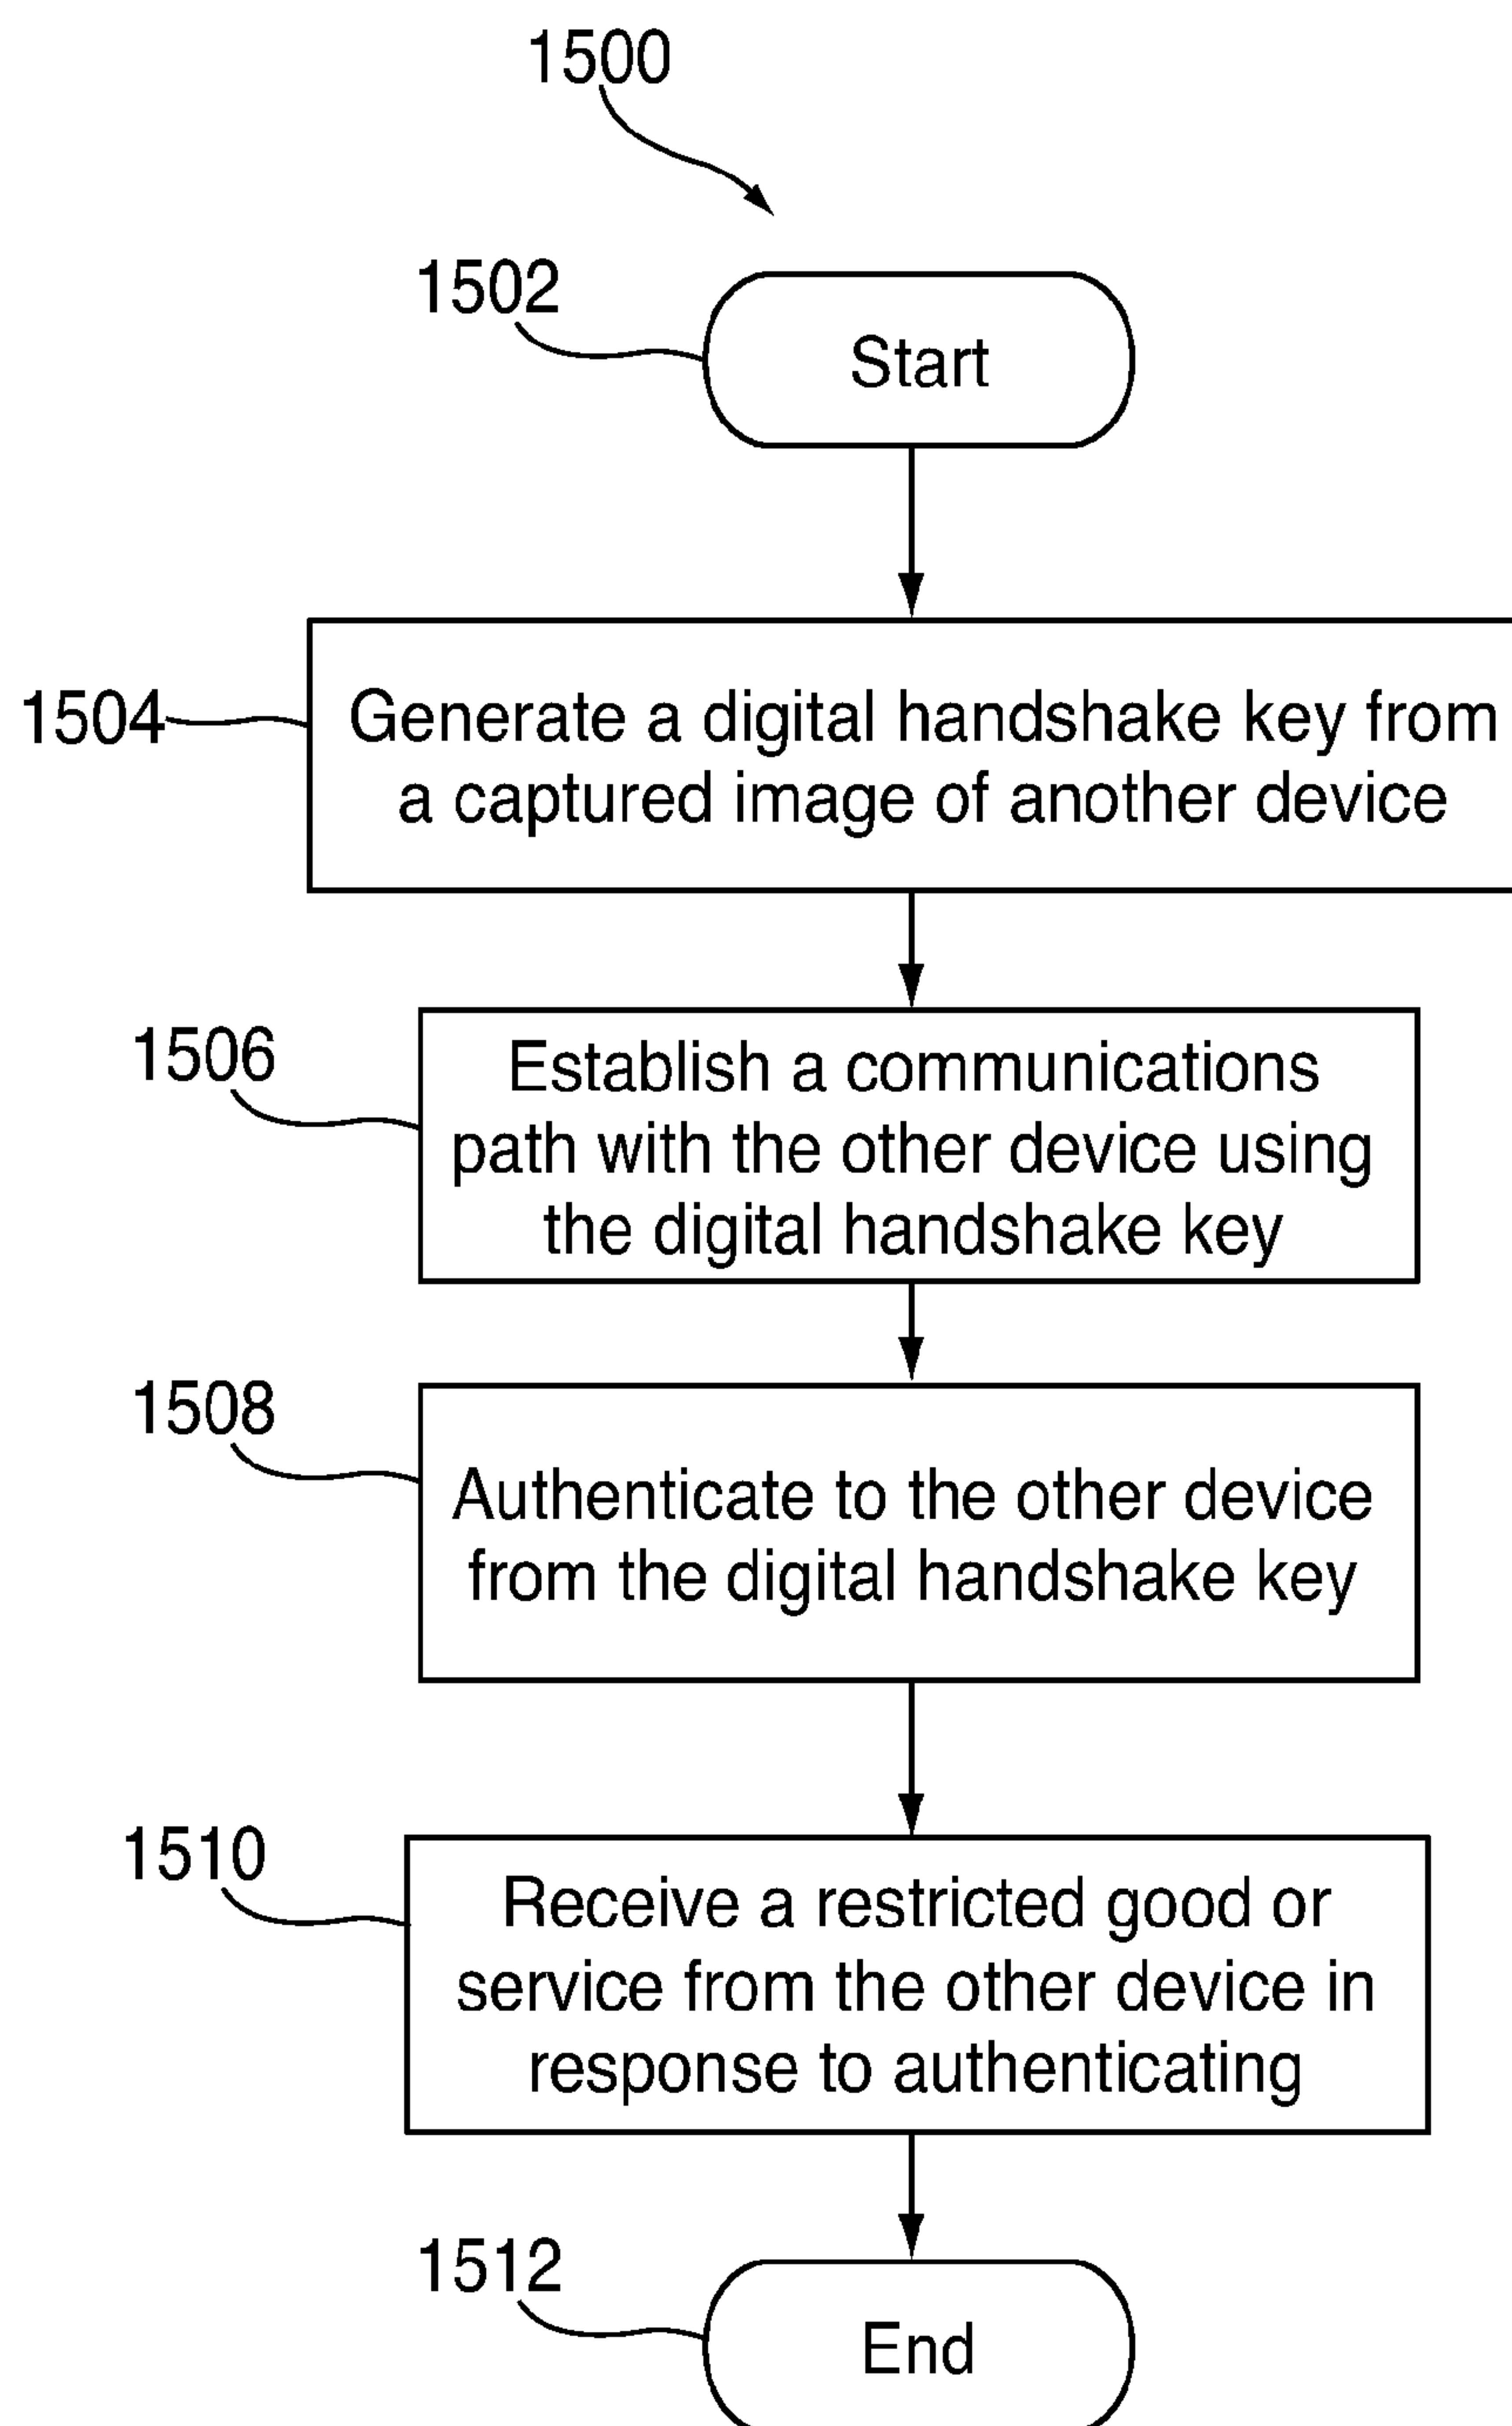 1500
1502
Start
1504
Generate a digital handshake key from
a captured image of another device
1506
Establish a communications
path with the other device using
the digital handshake key
1508
Authenticate to the other device
from the digital handshake key
1510
Receive a restricted good or
service from the other device in
response to authenticating
1512
End